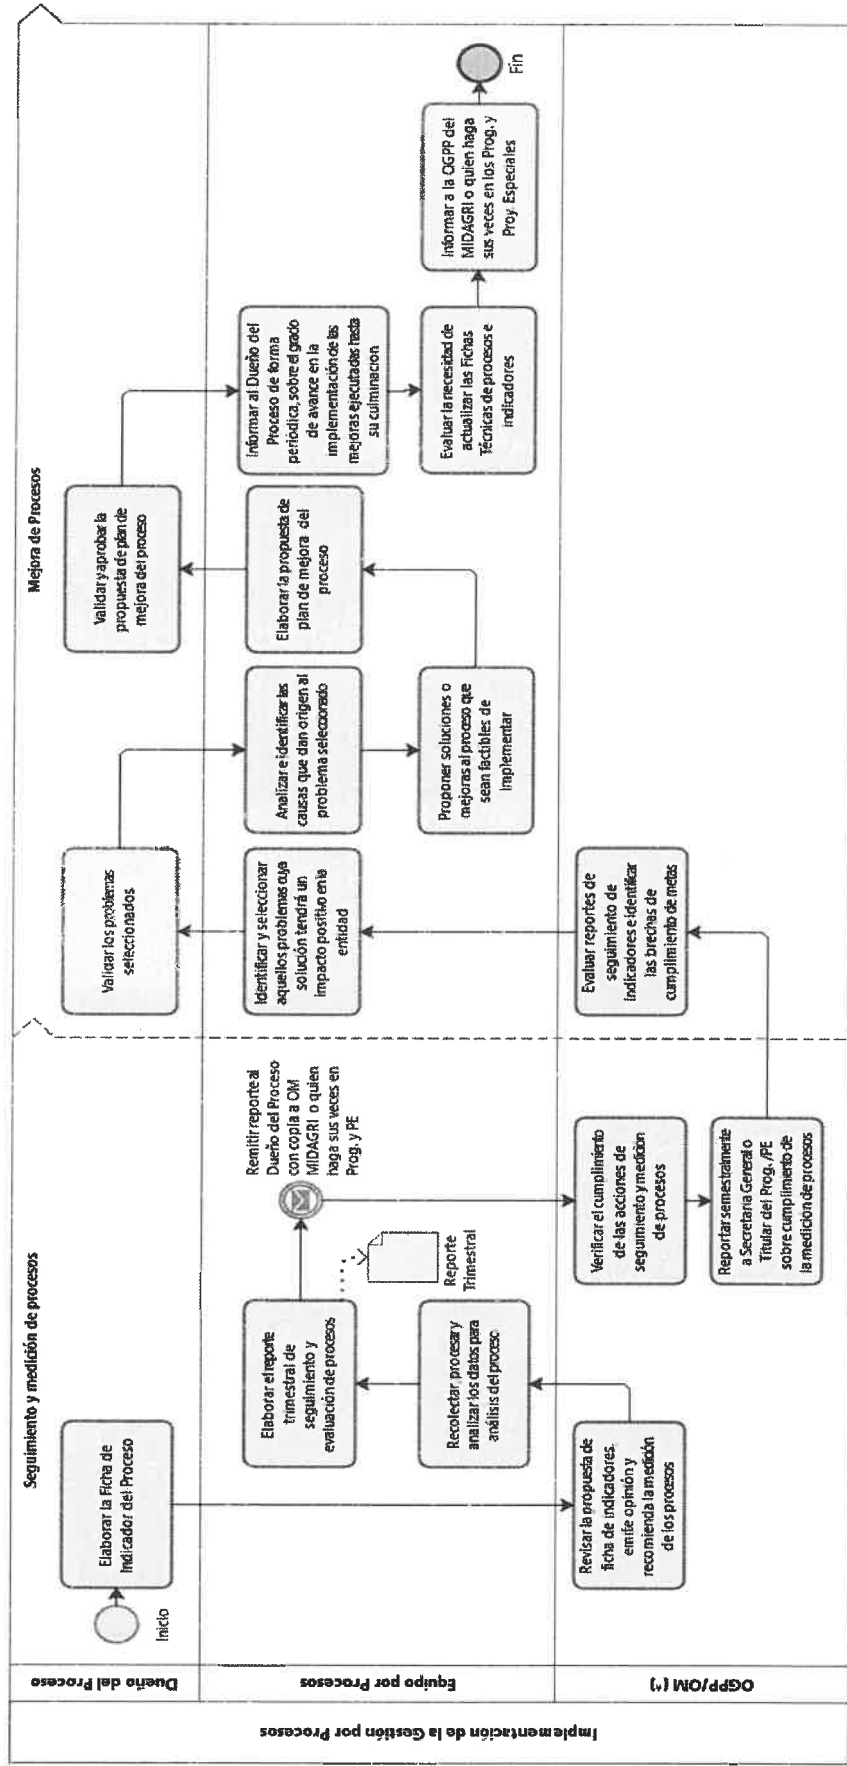 Implementación de la Gestión por Procesos
Dueño del Proceso
Equipo por Procesos
OGPP/OM (*)
Seguimiento y medición de procesos
Inicio
Elaborar la Ficha de
Indicador del Proceso
Revisar la propuesta de
ficha de indicadores,
emite opinión y
recomienda la medición
de los procesos
Recolectar, procesar y
analizar los datos para
análisis del proceso
Elaborar el reporte
trimestral de
seguimiento y
evaluación de procesos
Reporte
Trimestral
Remitir reporte al
Dueño del Proceso
con copia a OM
MIDAGRI o quien
haga sus veces en
Prog. y PE
Verificar el cumplimiento
de las acciones de
seguimiento y medición
de procesos
Reportar semestralmente
a Secretaria General o
Titular del Prog. /PE
sobre cumplimiento de
la medición de procesos
Mejora de Procesos
Evaluar reportes de
seguimiento de
indicadores e identificar
las brechas de
cumplimiento de metas
Identificar y seleccionar
aquellos problemas cuya
solución tendrá un
impacto positivo en la
entidad
Validar los problemas
seleccionados
Analizar e identificar las
causas que dan origen al
problema seleccionado
Proponer soluciones o
mejoras al proceso que
sean factibles de
implementar
Elaborar la propuesta de
plan de mejora del
proceso
Validar y aprobar la
propuesta de plan de
mejora del proceso
Informar al Dueño del
Proceso de forma
periódica, sobre el grado
de avance en la
implementación de las
mejoras ejecutadas hasta
su culminacion
Evaluar la necesidad de
actualizar las Fichas
Técnicas de procesos e
indicadores
Informar a la OGPP del
MIDAGRI o quien haga
sus veces en los Prog. y
Proy. Especiales
Fin